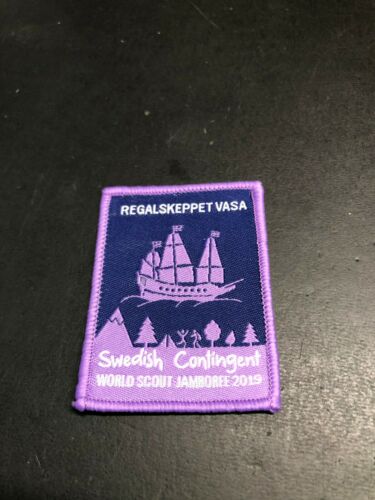 REGALSKEPPET VASA
Swedish Contingent
WORLD SCOUT JAMBOREE 2019